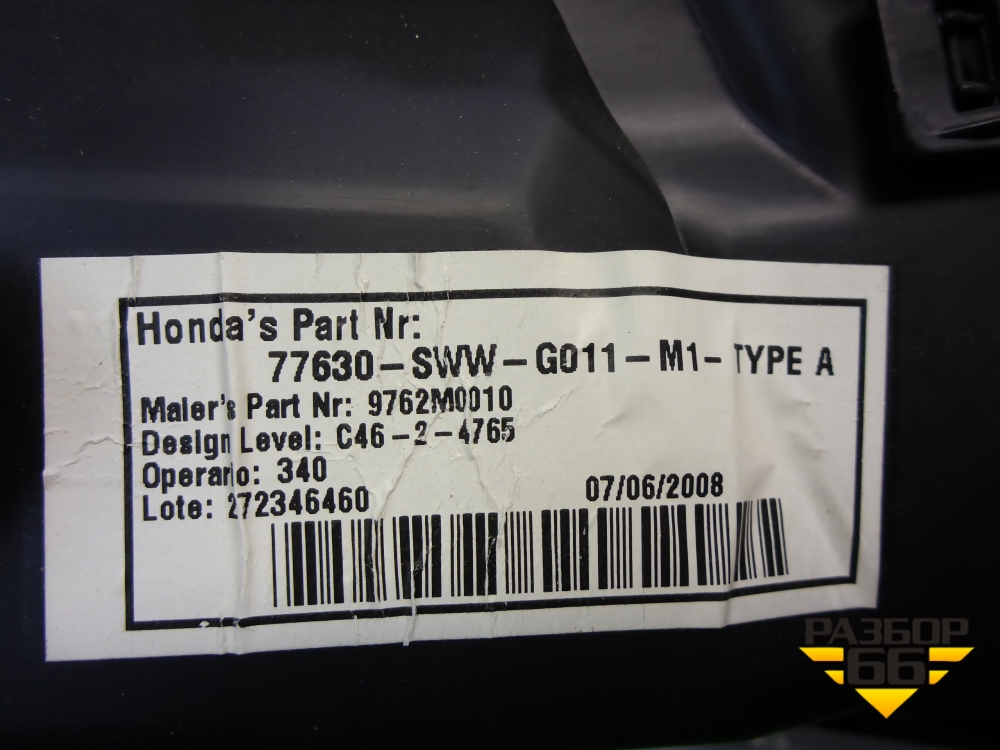 Honda's Part Nr:
77630-SWW-G011-M1-TYPE A
Maier's Part Nr: 9762M0010
Design Level: C46-2-4765
Operario: 340
Lote: 272346460
07/06/2008
РАЗБОР
66